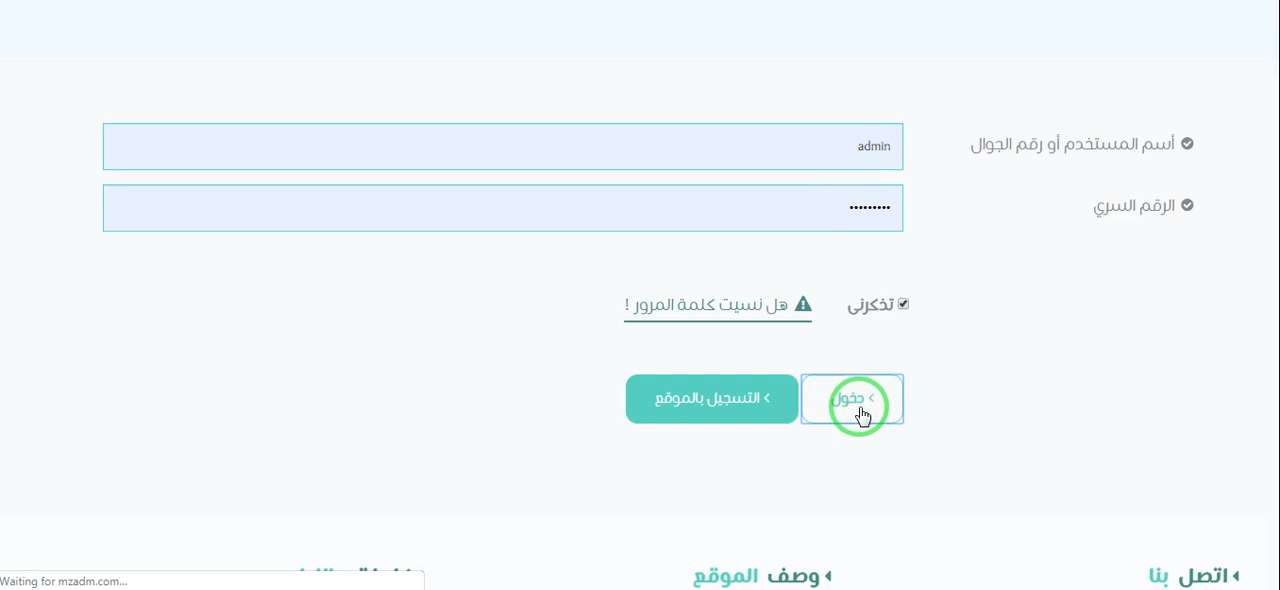 أسم المستخدم أو رقم الجوال
admin
الرقم السري
•••••••••
تذكرنى
هل نسيت كلمة المرور !
دخول
التسجيل بالموقع
اتصل بنا
وصف الموقع
Waiting for mzadm.com...